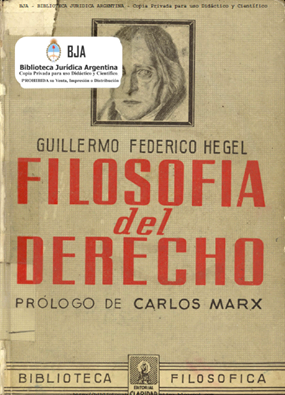 BJA - BIBLIOTECA JURIDICA ARGENTINA - Copia Privada para uso Didáctico y Científico
BJA
Biblioteca Jurídica Argentina
Copia Privada para uso Didáctico y Científico
PROHIBIDA su Venta, Impresión o Distribución
GUILLERMO FEDERICO HEGEL
FILOSOFIA
del
DERECHO
PRÓLOGO DE CARLOS MARX
BIBLIOTECA FILOSOFICA
EDITORIAL
CLARIDAD